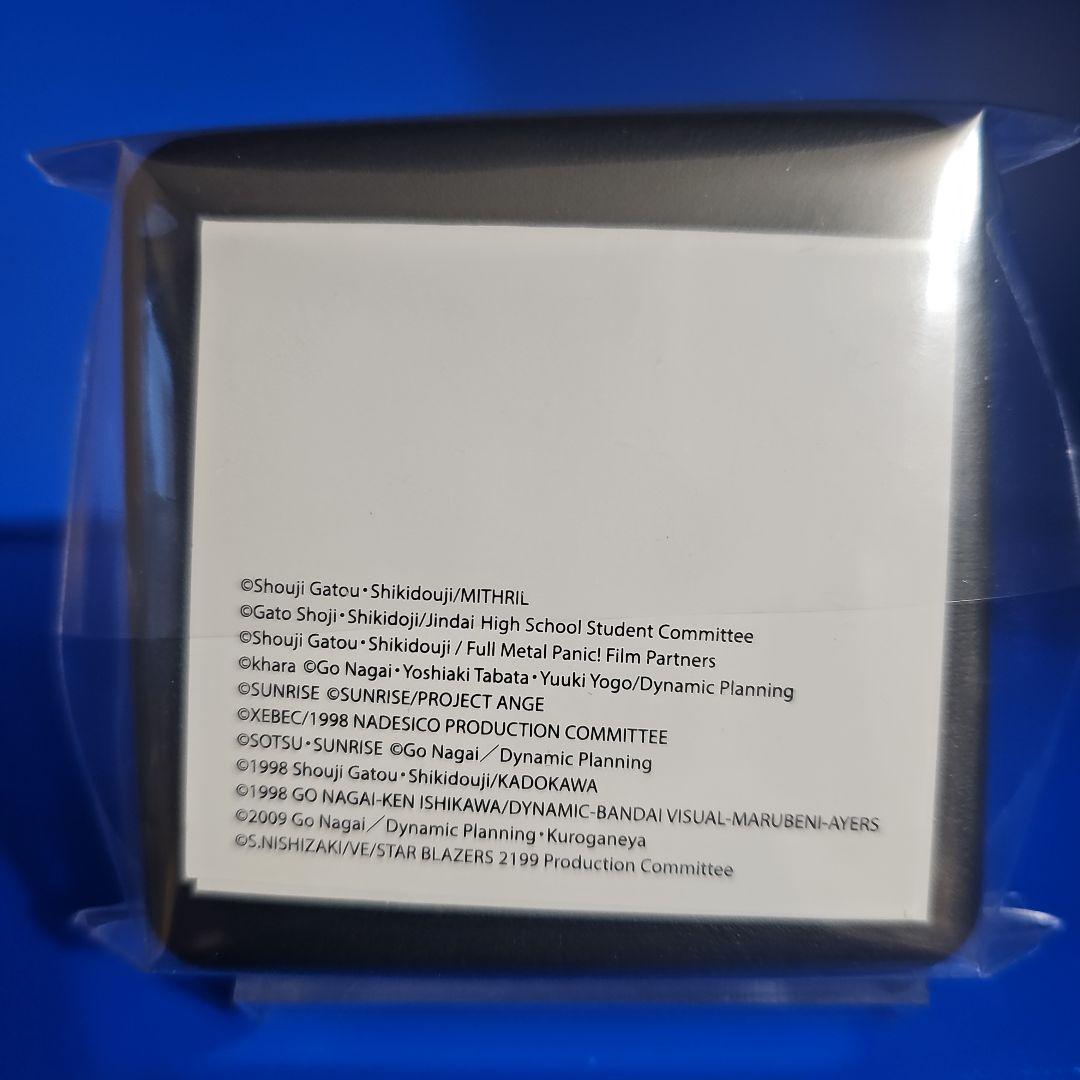 ©Shouji Gatou・Shikidouji/MITHRIL
©Gato Shoji・Shikidoji/Jindai High School Student Committee
©Shouji Gatou・Shikidouji / Full Metal Panic! Film Partners
©khara ©Go Nagai・Yoshiaki Tabata・Yuuki Yogo/Dynamic Planning
©SUNRISE ©SUNRISE/PROJECT ANGE
©XEBEC/1998 NADESICO PRODUCTION COMMITTEE
©SOTSU・SUNRISE ©Go Nagai／Dynamic Planning
©1998 Shouji Gatou・Shikidouji/KADOKAWA
©1998 GO NAGAI-KEN ISHIKAWA/DYNAMIC-BANDAI VISUAL-MARUBENI-AYERS
©2009 Go Nagai／Dynamic Planning・Kuroganeya
©S.NISHIZAKI/VE/STAR BLAZERS 2199 Production Committee